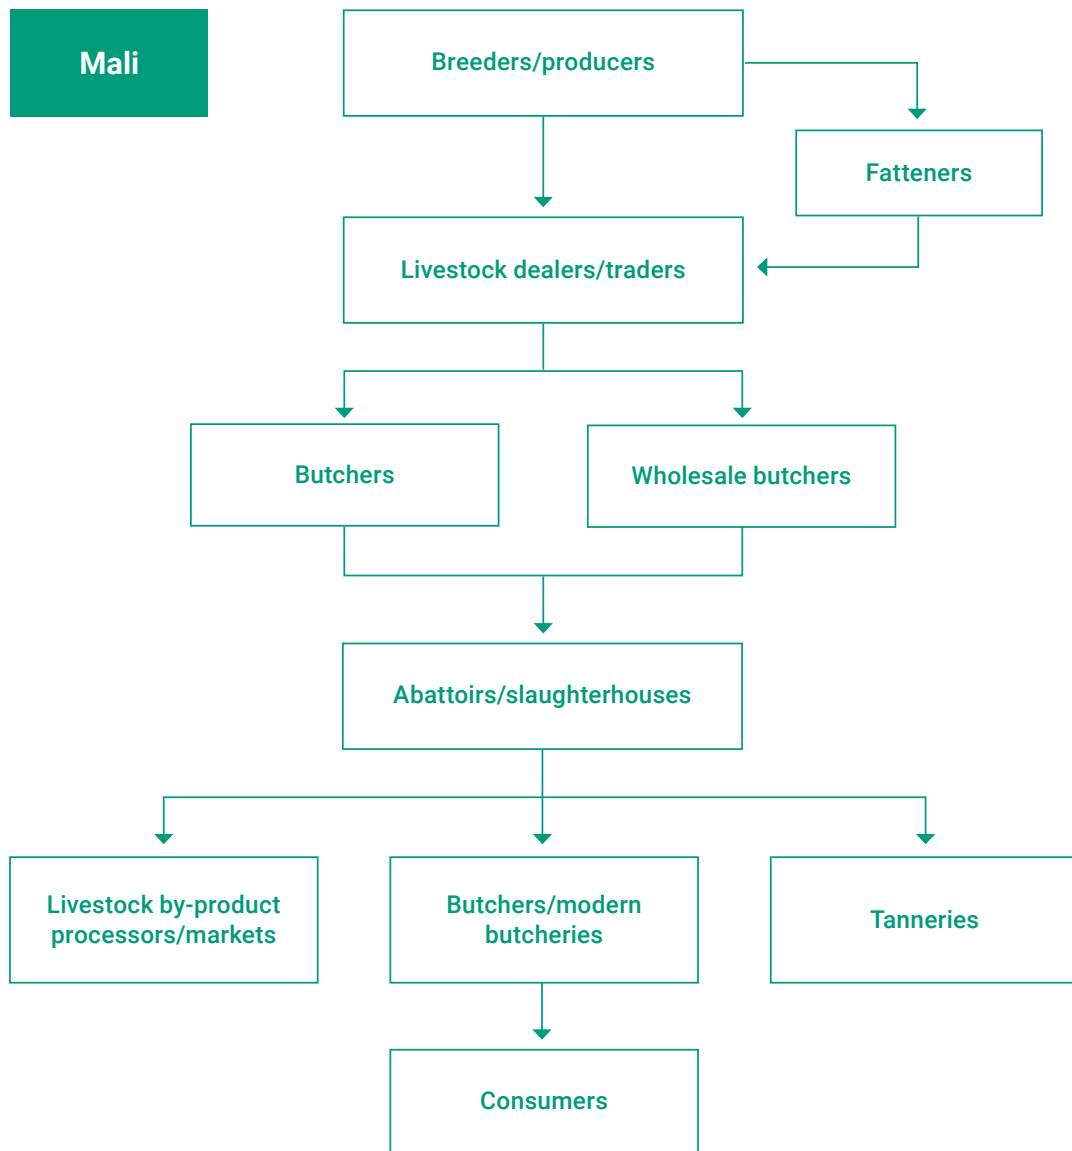 Mali
Breeders/producers
Fatteners
Livestock dealers/traders
Butchers
Wholesale butchers
Abattoirs/slaughterhouses
Livestock by-product
processors/markets
Butchers/modern
butcheries
Tanneries
Consumers